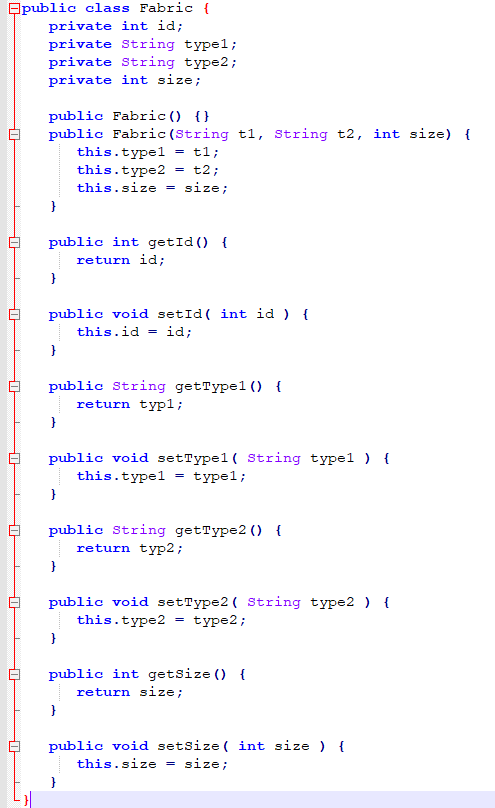 public class Fabric {
private int id;
private String type1;
private String type2;
private int size;
public Fabric() {}
public Fabric(String t1, String t2, int size) {
this.type1 = t1;
this.type2 = t2;
this.size = size;
}
public int getId() {
return id;
}
public void setId( int id ) {
this.id = id;
}
public String getType1() {
return typ1;
}
public void setType1( String type1 ) {
this.type1 = type1;
}
public String getType2() {
return typ2;
}
public void setType2( String type2 ) {
this.type2 = type2;
}
public int getSize() {
return size;
}
public void setSize( int size ) {
this.size = size;
}
}